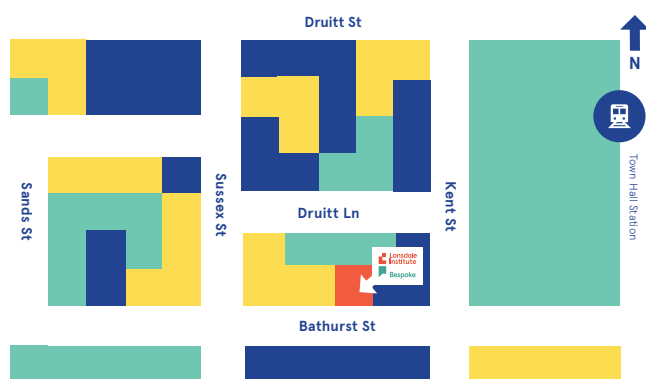 Druitt St
N
Town Hall Station
Sands St
Sussex St
Kent St
Druitt Ln
Lonsdale
Institute
Bespoke
Bathurst St